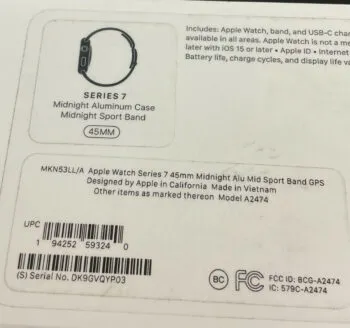 SERIES 7
Midnight Aluminum Case
Midnight Sport Band
45MM
Includes: Apple Watch, band, and USB-C
available in all areas. Apple Watch is not a
later with iOS 15 or later • Apple ID • Internet
Battery life, charge cycles, and display life
MKN53LL/A Apple Watch Series 7 45mm Midnight Alu Mid Sport Band GPS
Designed by Apple in California Made in Vietnam
Other items as marked thereon Model A2474
UPC
1 94252 59324 0
(S) Serial No. DK9GVQYP03
BC
FC
FCC ID: BCG-A2474
IC: 579C-A2474